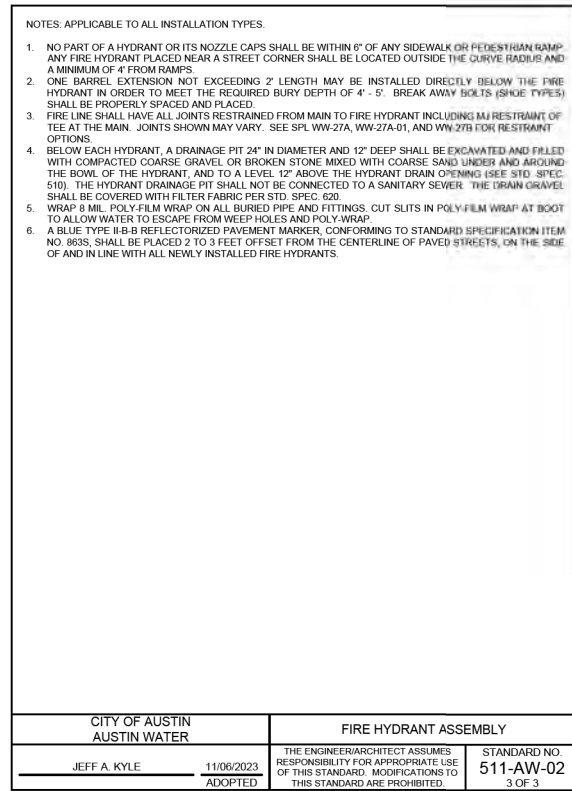 NOTES: APPLICABLE TO ALL INSTALLATION TYPES.
1. NO PART OF A HYDRANT OR ITS NOZZLE CAPS SHALL BE WITHIN 6" OF ANY SIDEWALK OR PEDESTRIAN RAMP.
ANY FIRE HYDRANT PLACED NEAR A STREET CORNER SHALL BE LOCATED OUTSIDE THE CURVE RADIUS AND
A MINIMUM OF 4' FROM RAMPS.
2. ONE BARREL EXTENSION NOT EXCEEDING 2' LENGTH MAY BE INSTALLED DIRECTLY BELOW THE FIRE
HYDRANT IN ORDER TO MEET THE REQUIRED BURY DEPTH OF 4' - 5'. BREAK AWAY BOLTS (SHOE TYPES)
SHALL BE PROPERLY SPACED AND PLACED.
3. FIRE LINE SHALL HAVE ALL JOINTS RESTRAINED FROM MAIN TO FIRE HYDRANT INCLUDING MJ RESTRAINT OF
TEE AT THE MAIN. JOINTS SHOWN MAY VARY. SEE SPL WW-27A, WW-27A-01, AND WW-27B FOR RESTRAINT
OPTIONS.
4. BELOW EACH HYDRANT, A DRAINAGE PIT 24" IN DIAMETER AND 12" DEEP SHALL BE EXCAVATED AND FILLED
WITH COMPACTED COARSE GRAVEL OR BROKEN STONE MIXED WITH COARSE SAND UNDER AND AROUND
THE BOWL OF THE HYDRANT, AND TO A LEVEL 12" ABOVE THE HYDRANT DRAIN OPENING (SEE STD. SPEC.
510). THE HYDRANT DRAINAGE PIT SHALL NOT BE CONNECTED TO A SANITARY SEWER. THE DRAIN GRAVEL
SHALL BE COVERED WITH FILTER FABRIC PER STD. SPEC. 620.
5. WRAP 8 MIL. POLY-FILM WRAP ON ALL BURIED PIPE AND FITTINGS. CUT SLITS IN POLY-FILM WRAP AT BOOT
TO ALLOW WATER TO ESCAPE FROM WEEP HOLES AND POLY-WRAP.
6. A BLUE TYPE II-B-B REFLECTORIZED PAVEMENT MARKER, CONFORMING TO STANDARD SPECIFICATION ITEM
NO. 863S, SHALL BE PLACED 2 TO 3 FEET OFFSET FROM THE CENTERLINE OF PAVED STREETS, ON THE SIDE
OF AND IN LINE WITH ALL NEWLY INSTALLED FIRE HYDRANTS.
CITY OF AUSTIN
AUSTIN WATER
FIRE HYDRANT ASSEMBLY
JEFF A. KYLE
11/06/2023
ADOPTED
THE ENGINEER/ARCHITECT ASSUMES
RESPONSIBILITY FOR APPROPRIATE USE
OF THIS STANDARD. MODIFICATIONS TO
THIS STANDARD ARE PROHIBITED.
STANDARD NO.
511-AW-02
3 OF 3